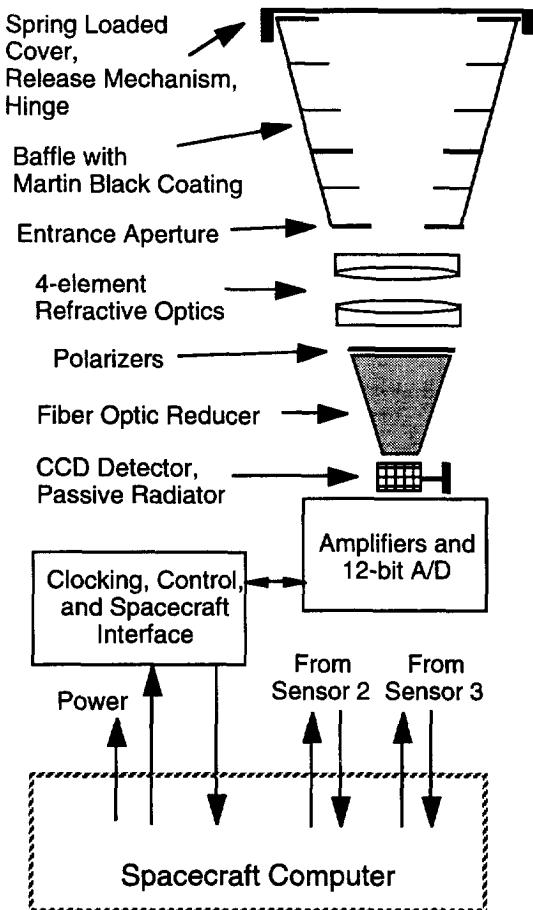 Spring Loaded
Cover,
Release Mechanism,
Hinge
Baffle with
Martin Black Coating
Entrance Aperture
4-element
Refractive Optics
Polarizers
Fiber Optic Reducer
CCD Detector,
Passive Radiator
Amplifiers and
12-bit A/D
Clocking, Control,
and Spacecraft
Interface
Power
From
Sensor 2
From
Sensor 3
Spacecraft Computer